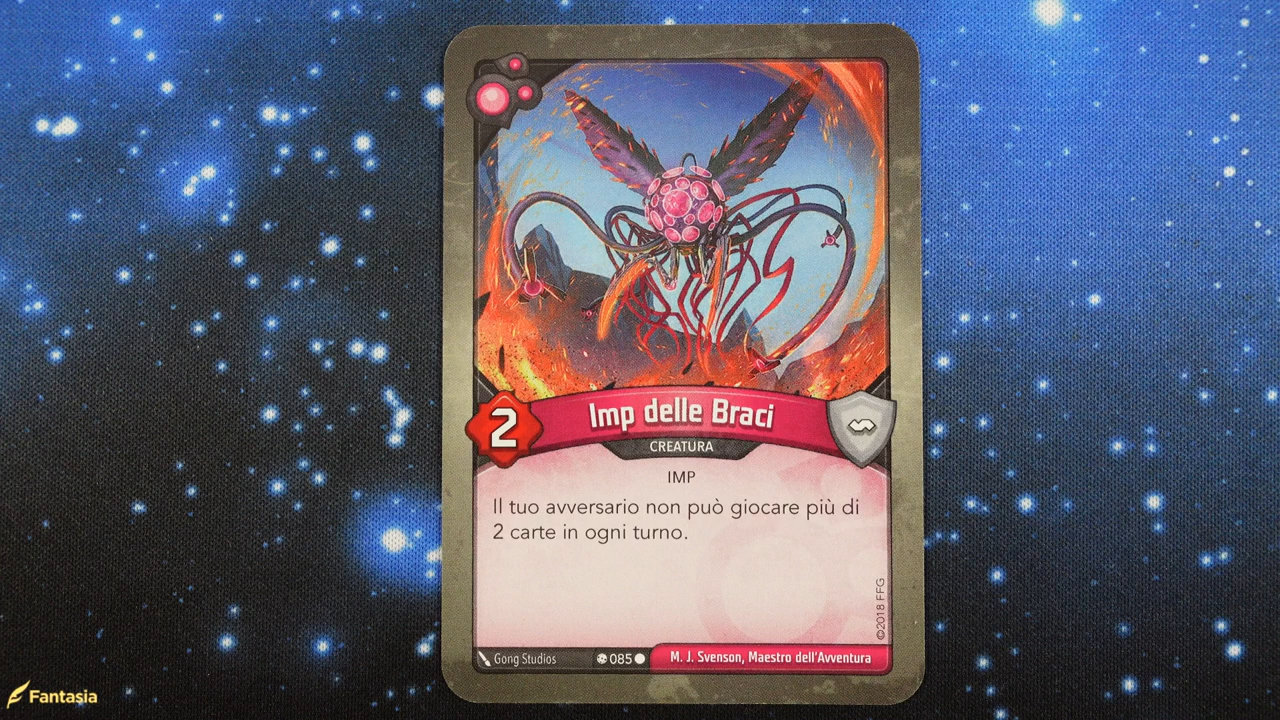 2
Imp delle Braci
CREATURA
IMP
Il tuo avversario non può giocare più di
2 carte in ogni turno.
©2018 FFG
Gong Studios
085
M. J. Svenson, Maestro dell'Avventura
Fantasia